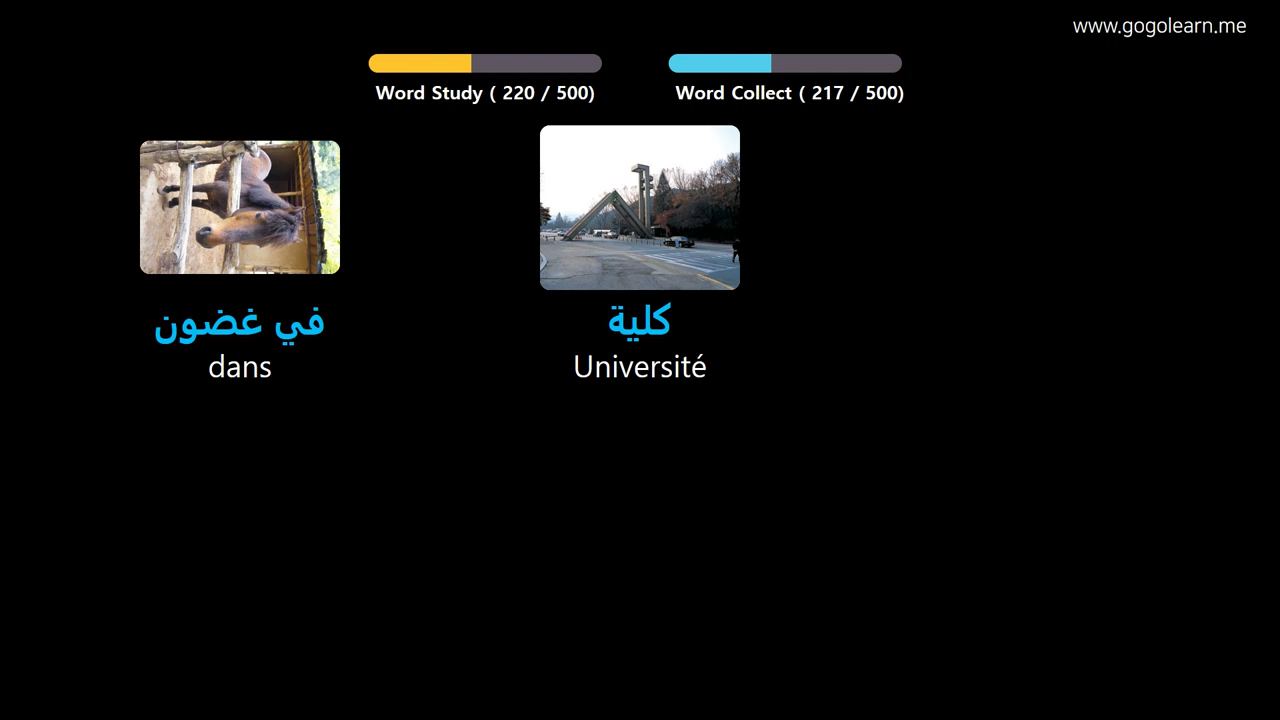 www.gogolearn.me
Word Study ( 220 / 500)
Word Collect ( 217 / 500)
في غضون
dans
كلية
Université